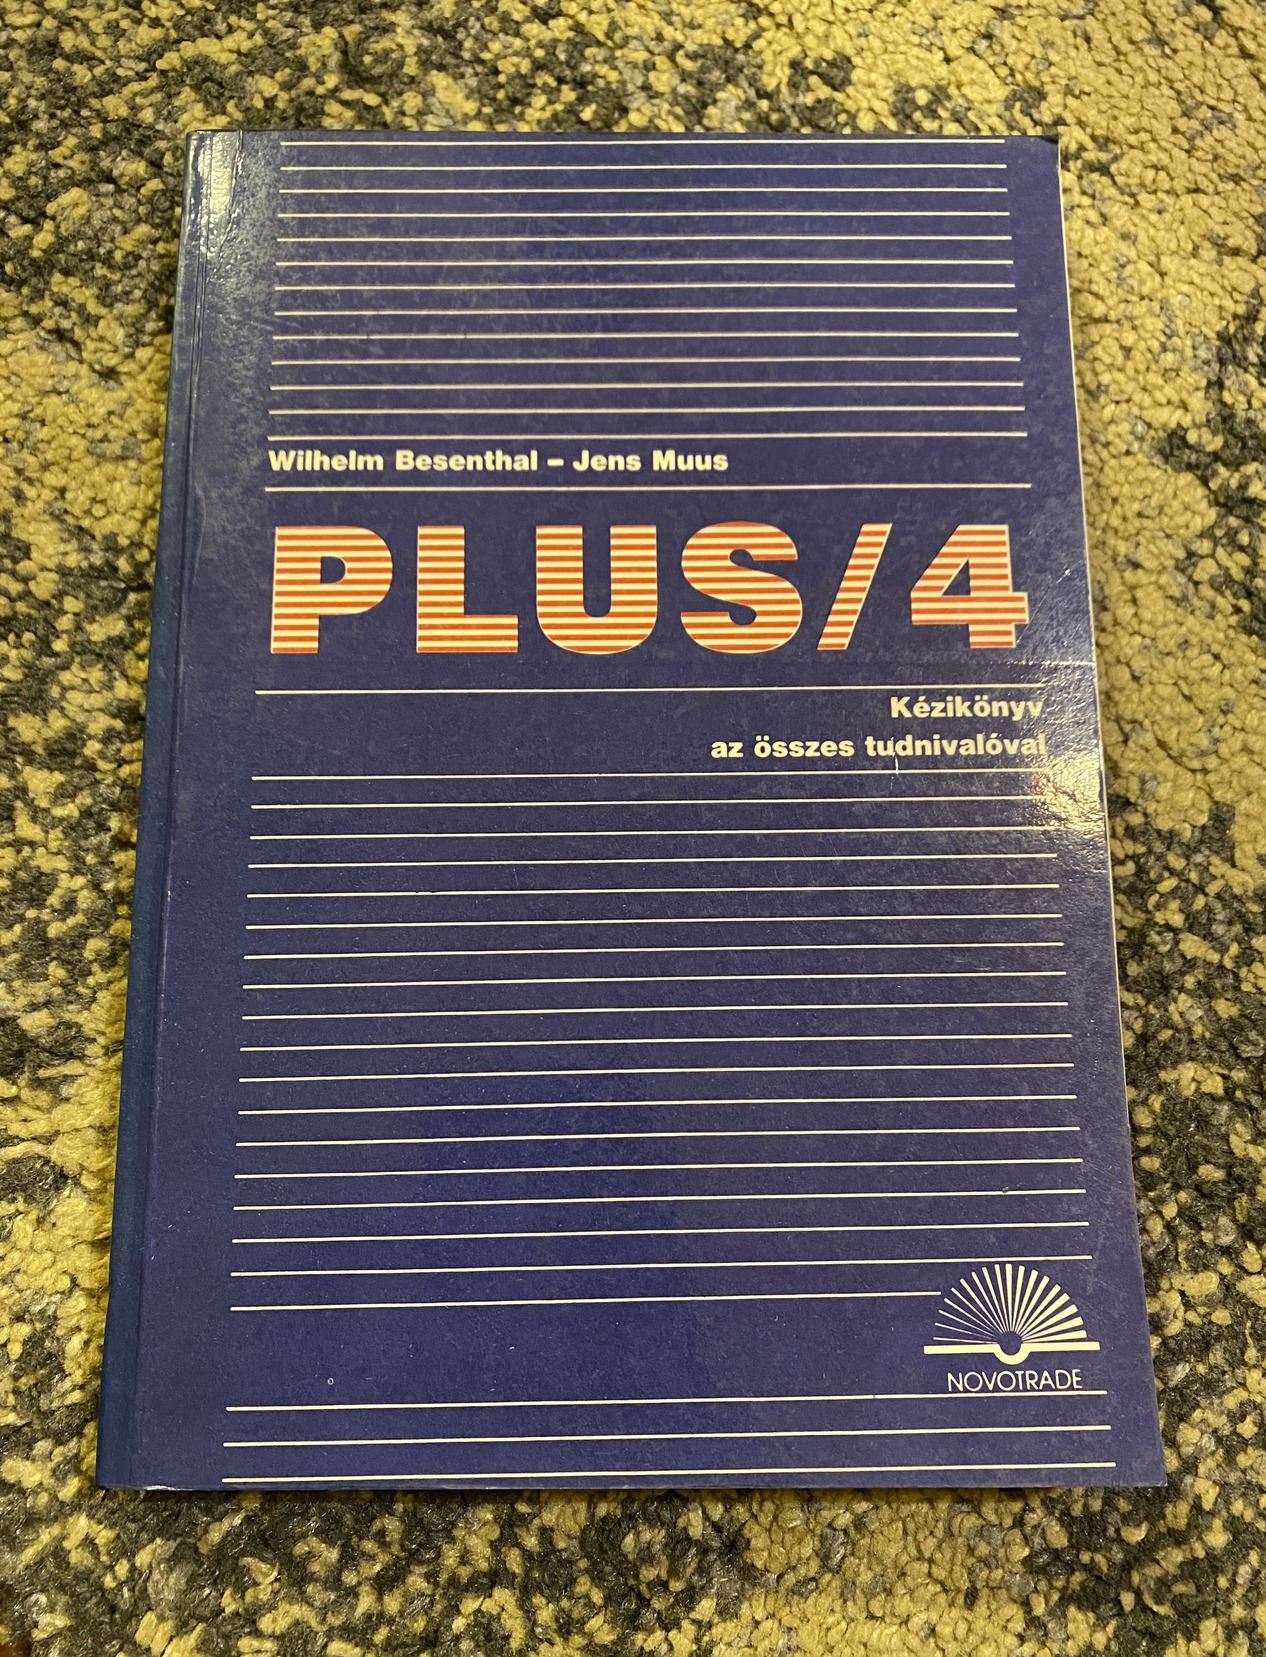 Wilhelm Besenthal – Jens Muus
PLUS/4
Kézikönyv
az összes tudnivalóval
NOVOTRADE